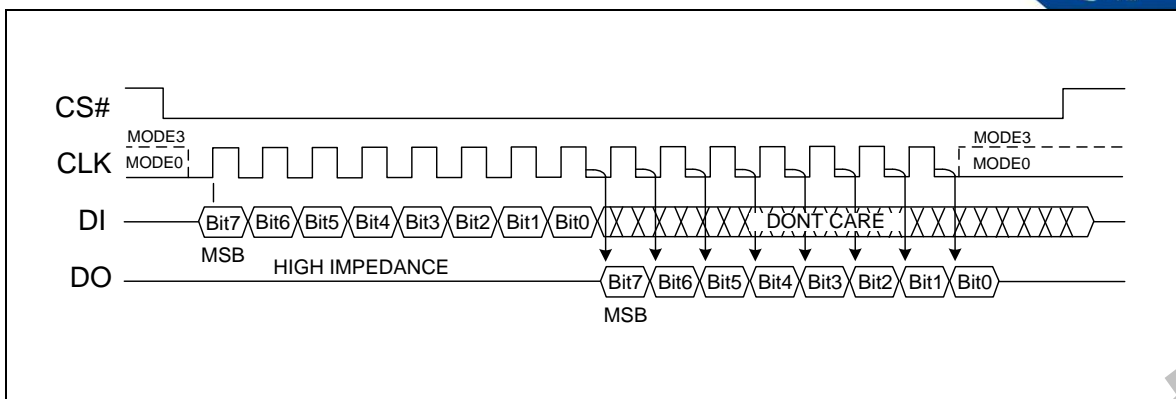 CS#
MODE3
MODE3
CLK
MODE0
MODE0
DI
Bit7 Bit6 Bit5 Bit4 Bit3 Bit2 Bit1 Bit0
DONT CARE
MSB
HIGH IMPEDANCE
DO
Bit7 Bit6 Bit5 Bit4 Bit3 Bit2 Bit1 Bit0
MSB